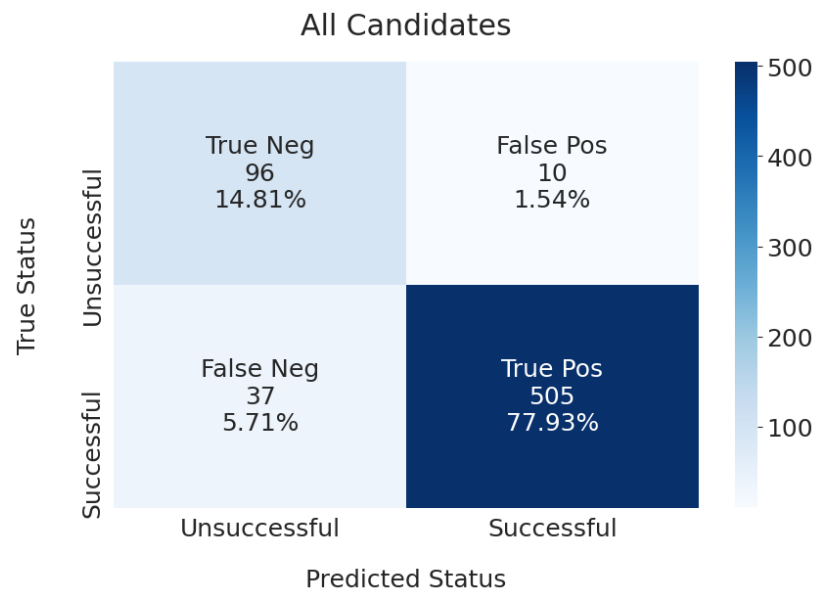 All Candidates
True Neg
96
14.81%
False Pos
10
1.54%
False Neg
37
5.71%
True Pos
505
77.93%
True Status
Unsuccessful
Successful
Unsuccessful
Successful
Predicted Status
500
400
300
200
100